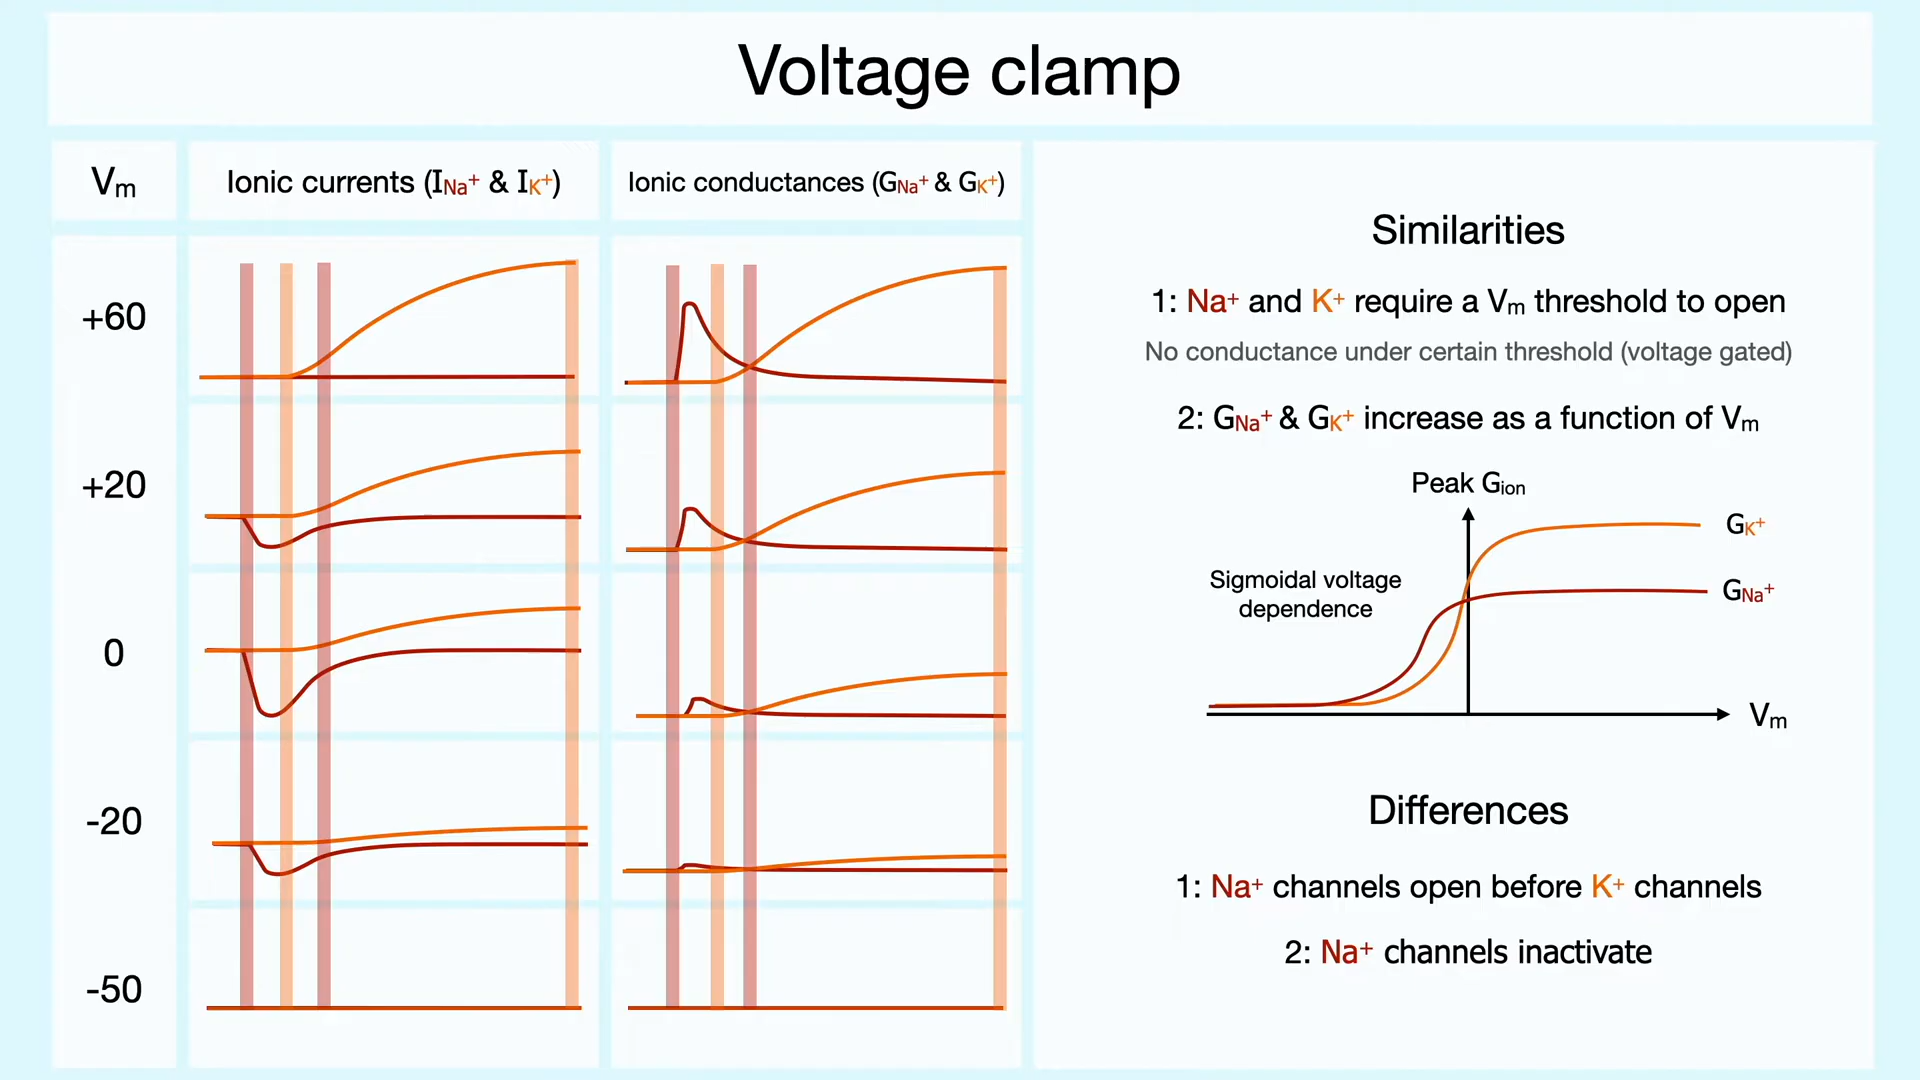 Voltage clamp
Vm
Ionic currents (INa+ & IK+)
Ionic conductances (GNa+ & GK+)
+60
+20
0
-20
-50
Similarities
1: Na+ and K+ require a Vm threshold to open
No conductance under certain threshold (voltage gated)
2: GNa+ & GK+ increase as a function of Vm
Peak Gion
GK+
Sigmoidal voltage
dependence
GNa+
Vm
Differences
1: Na+ channels open before K+ channels
2: Na+ channels inactivate